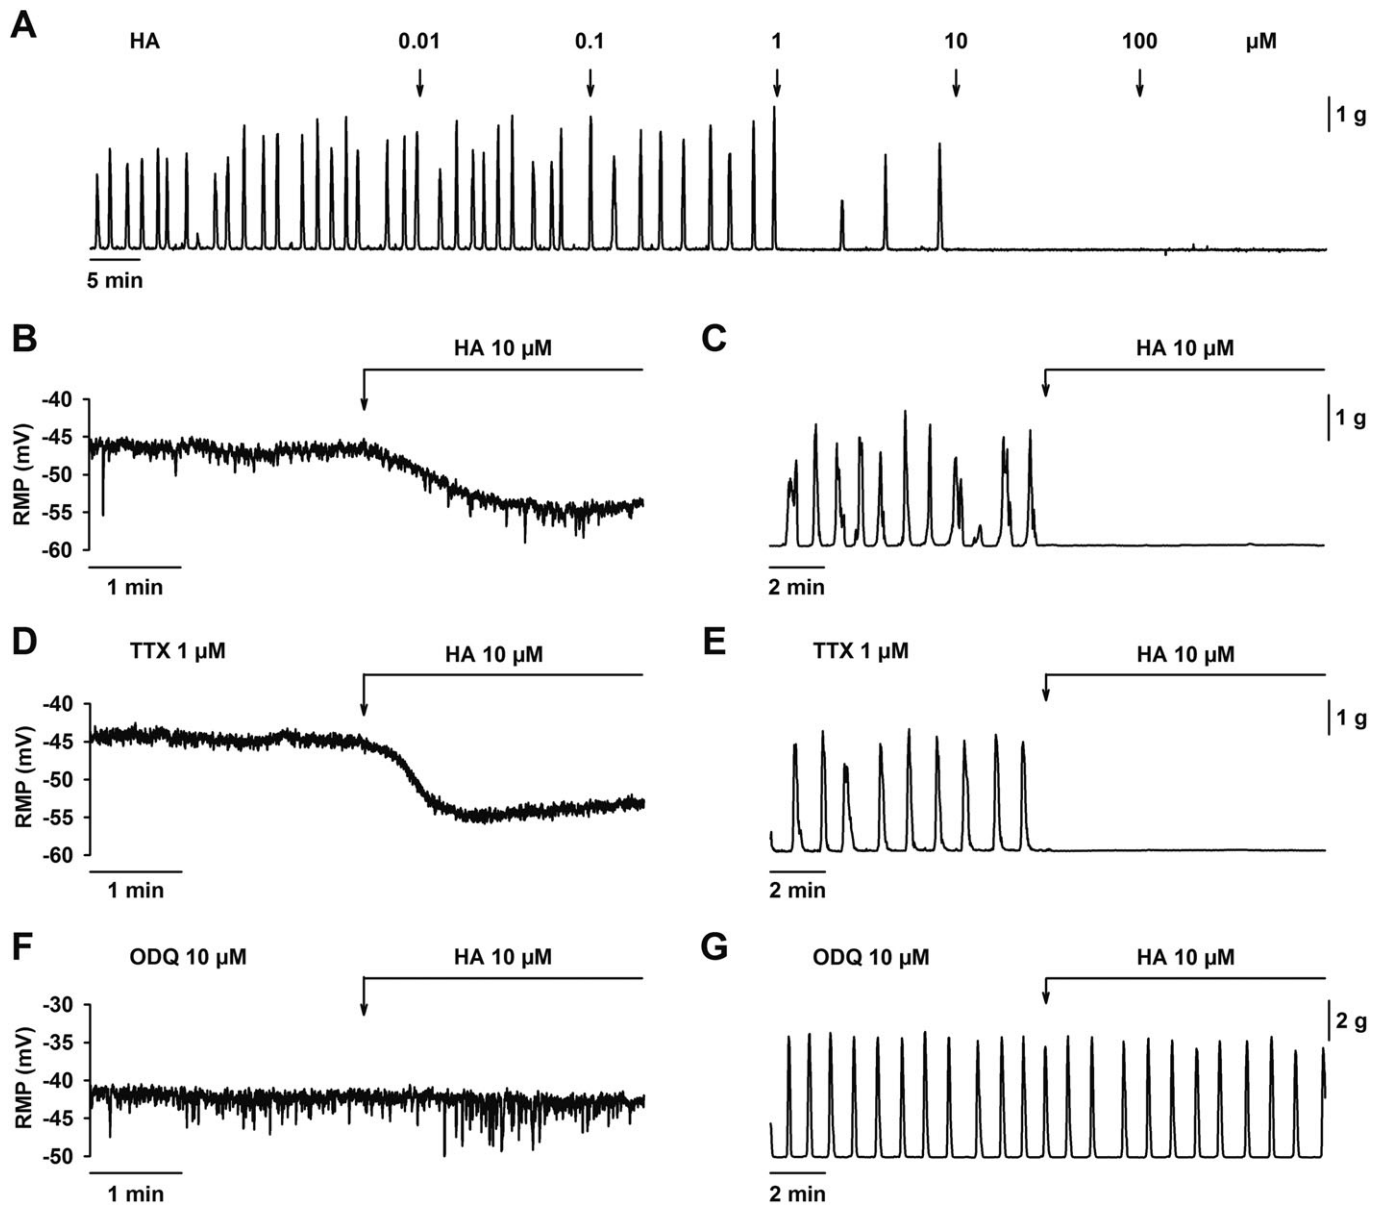 A
HA 0.01 0.1 1 10 100 µM
1 g
5 min
B
HA 10 µM
-40
-45
-50
-55
-60
RMP (mV)
1 min
C
HA 10 µM
1 g
2 min
D
TTX 1 µM HA 10 µM
-40
-45
-50
-55
-60
RMP (mV)
1 min
E
TTX 1 µM HA 10 µM
1 g
2 min
F
ODQ 10 µM HA 10 µM
-30
-35
-40
-45
-50
RMP (mV)
1 min
G
ODQ 10 µM HA 10 µM
2 g
2 min